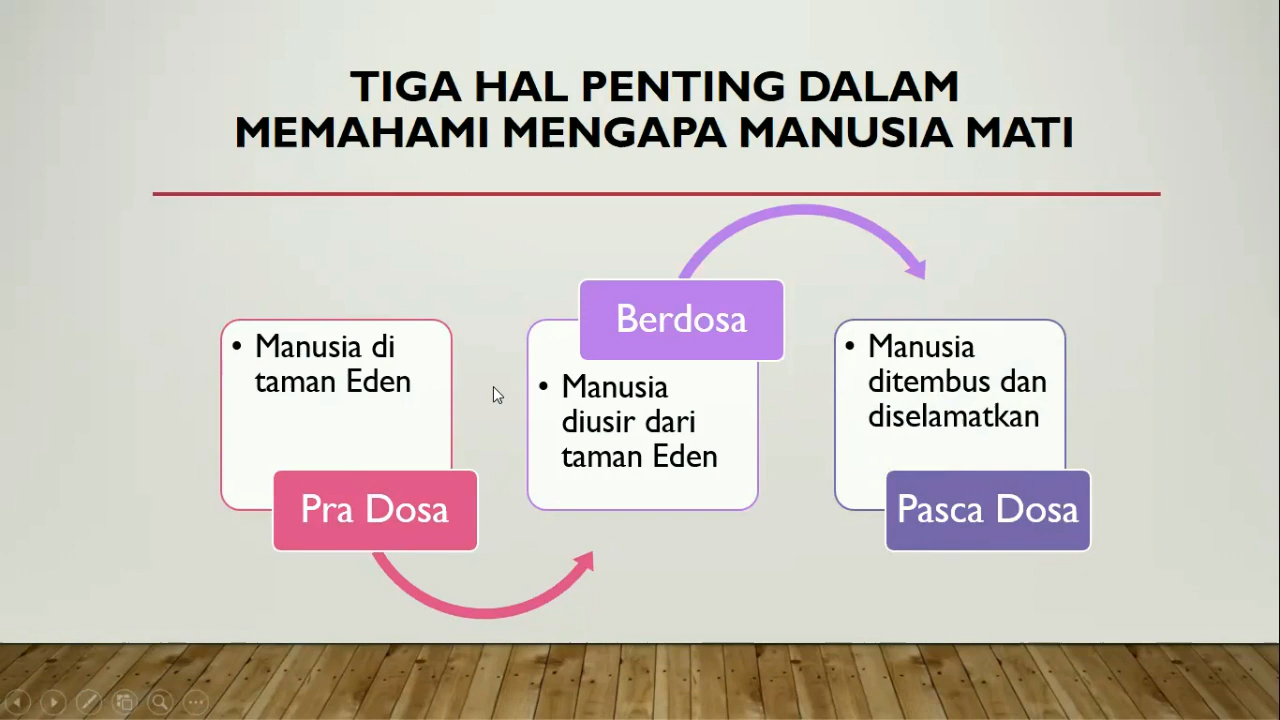 TIGA HAL PENTING DALAM
MEMAHAMI MENGAPA MANUSIA MATI
• Manusia di
taman Eden
Pra Dosa
Berdosa
• Manusia
diusir dari
taman Eden
• Manusia
ditembus dan
diselamatkan
Pasca Dosa